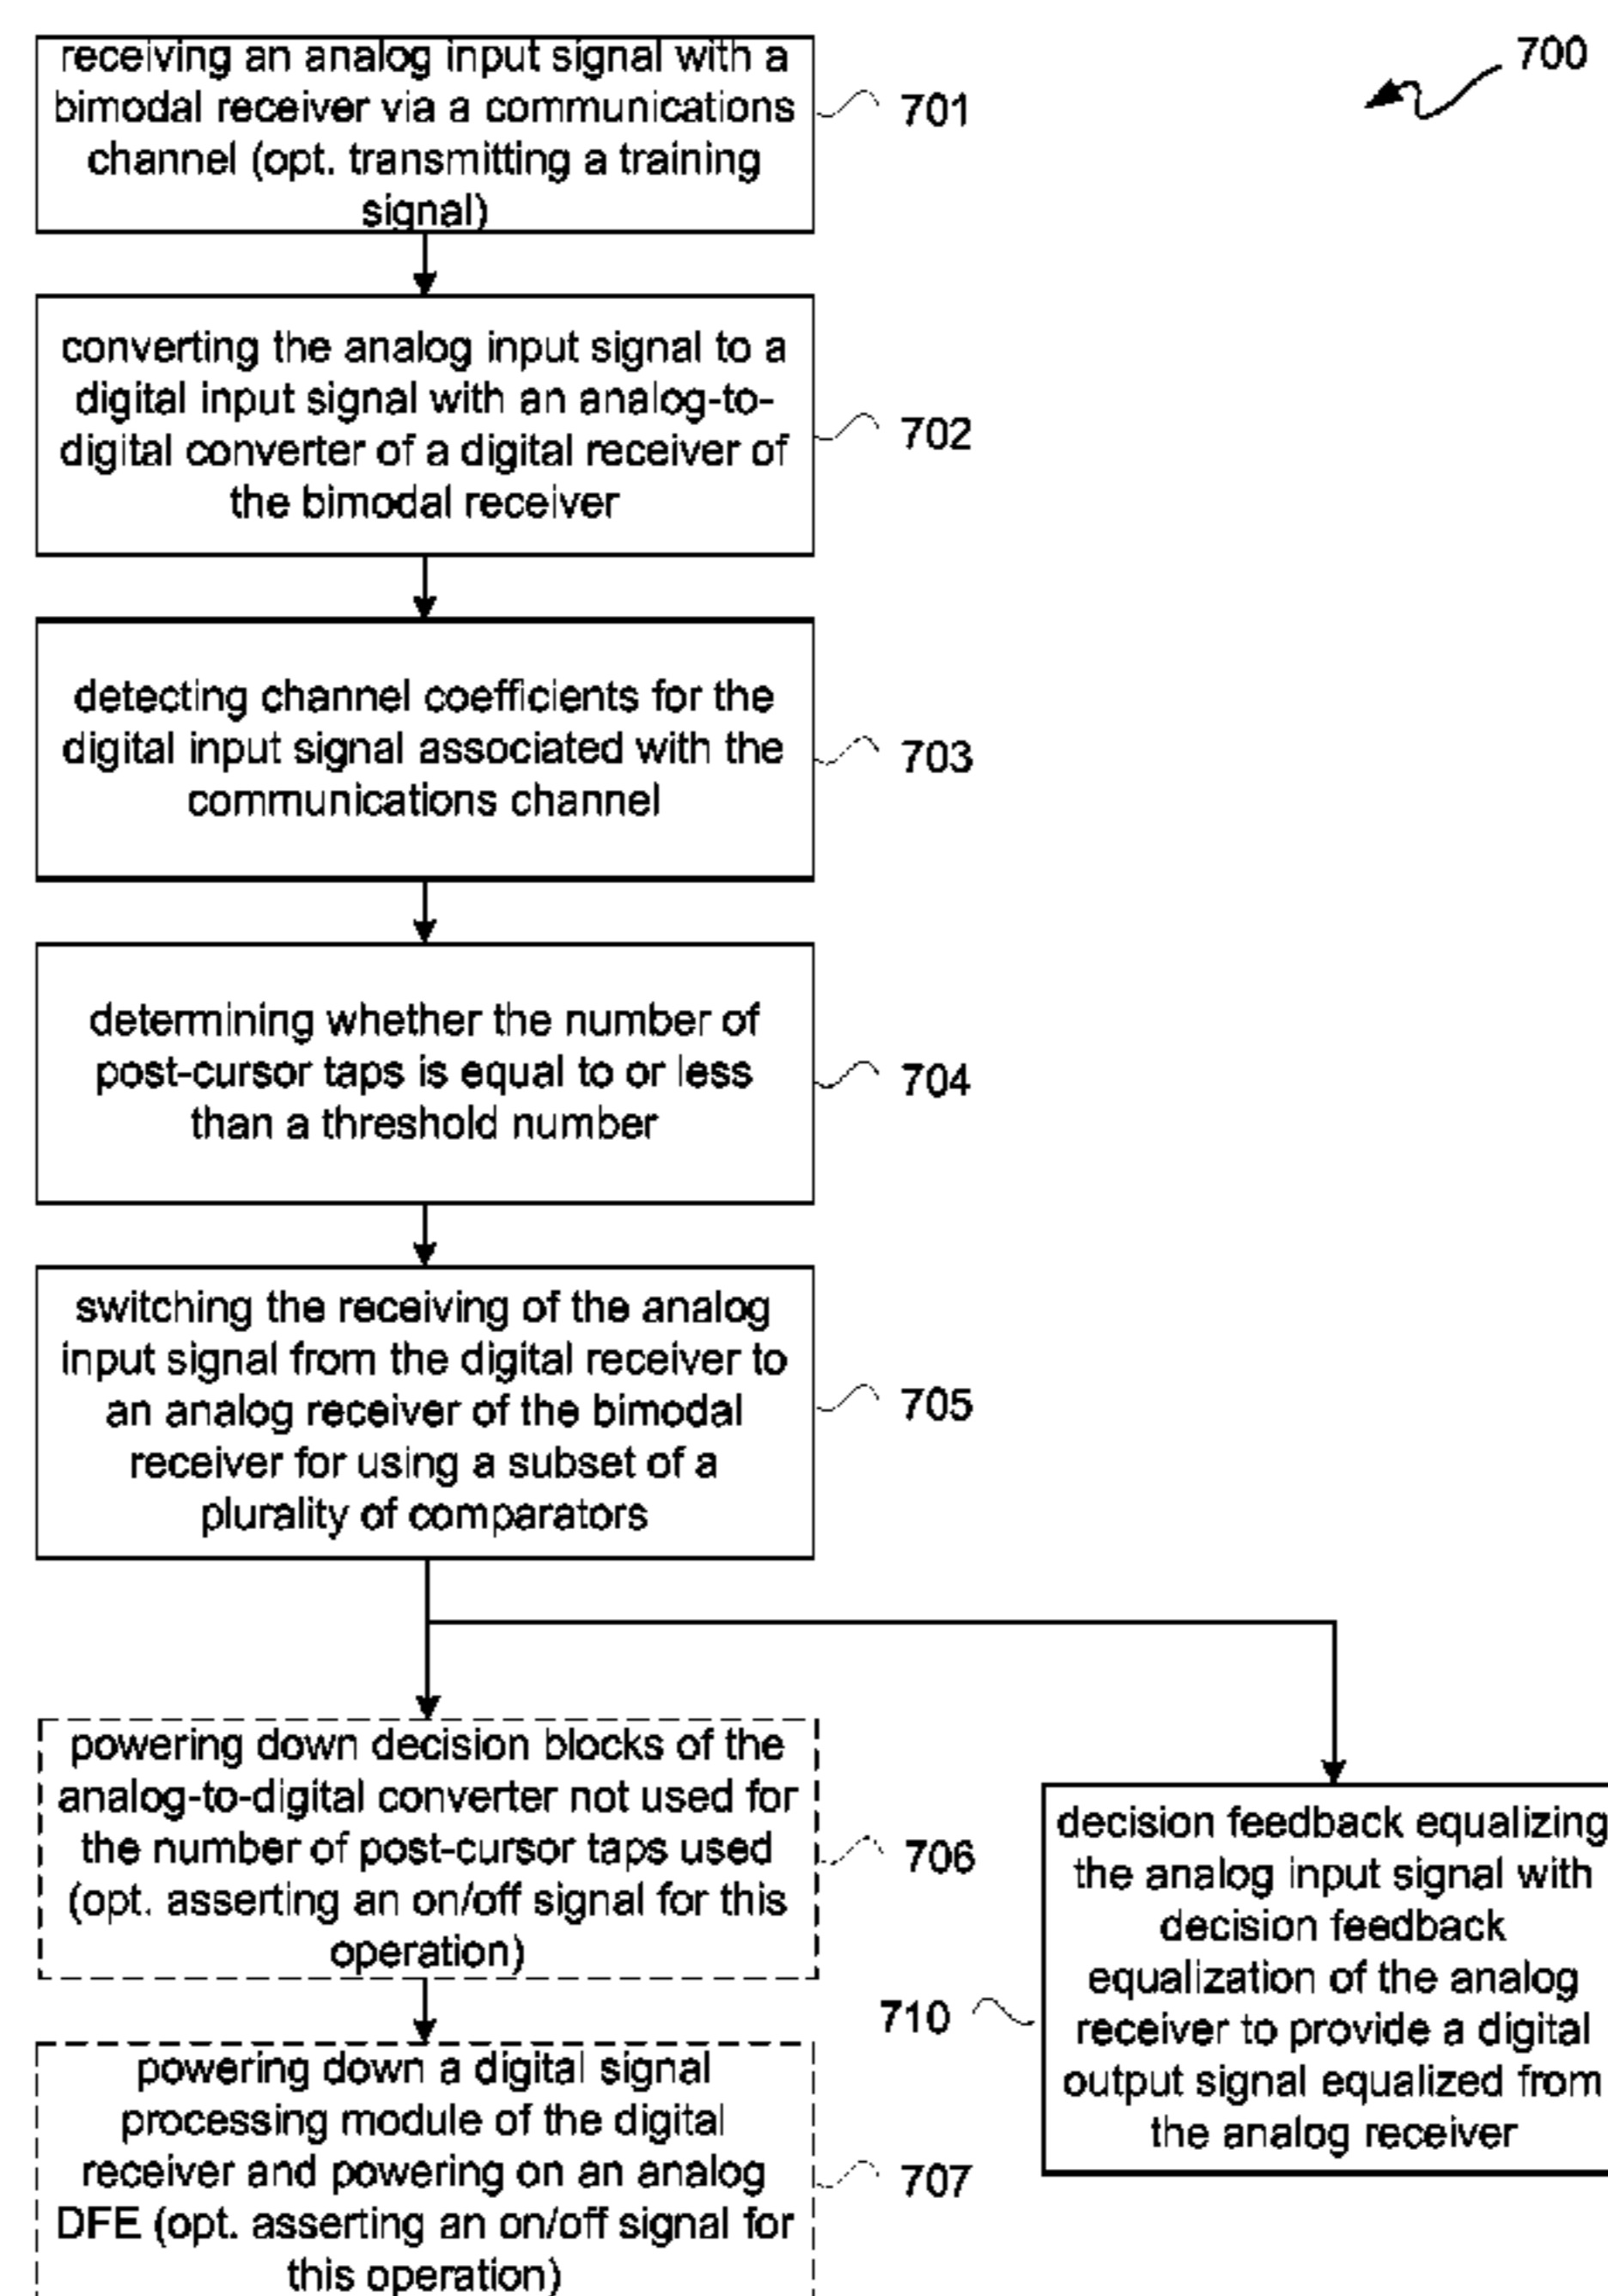 700
receiving an analog input signal with a
bimodal receiver via a communications
channel (opt. transmitting a training
signal)
701
converting the analog input signal to a
digital input signal with an analog-to-
digital converter of a digital receiver of
the bimodal receiver
702
detecting channel coefficients for the
digital input signal associated with the
communications channel
703
determining whether the number of
post-cursor taps is equal to or less
than a threshold number
704
switching the receiving of the analog
input signal from the digital receiver to
an analog receiver of the bimodal
receiver for using a subset of a
plurality of comparators
705
powering down decision blocks of the
analog-to-digital converter not used for
the number of post-cursor taps used
(opt. asserting an on/off signal for this
operation)
706
powering down a digital signal
processing module of the digital
receiver and powering on an analog
DFE (opt. asserting an on/off signal for
this operation)
707
decision feedback equalizing
the analog input signal with
decision feedback
equalization of the analog
receiver to provide a digital
output signal equalized from
the analog receiver
710